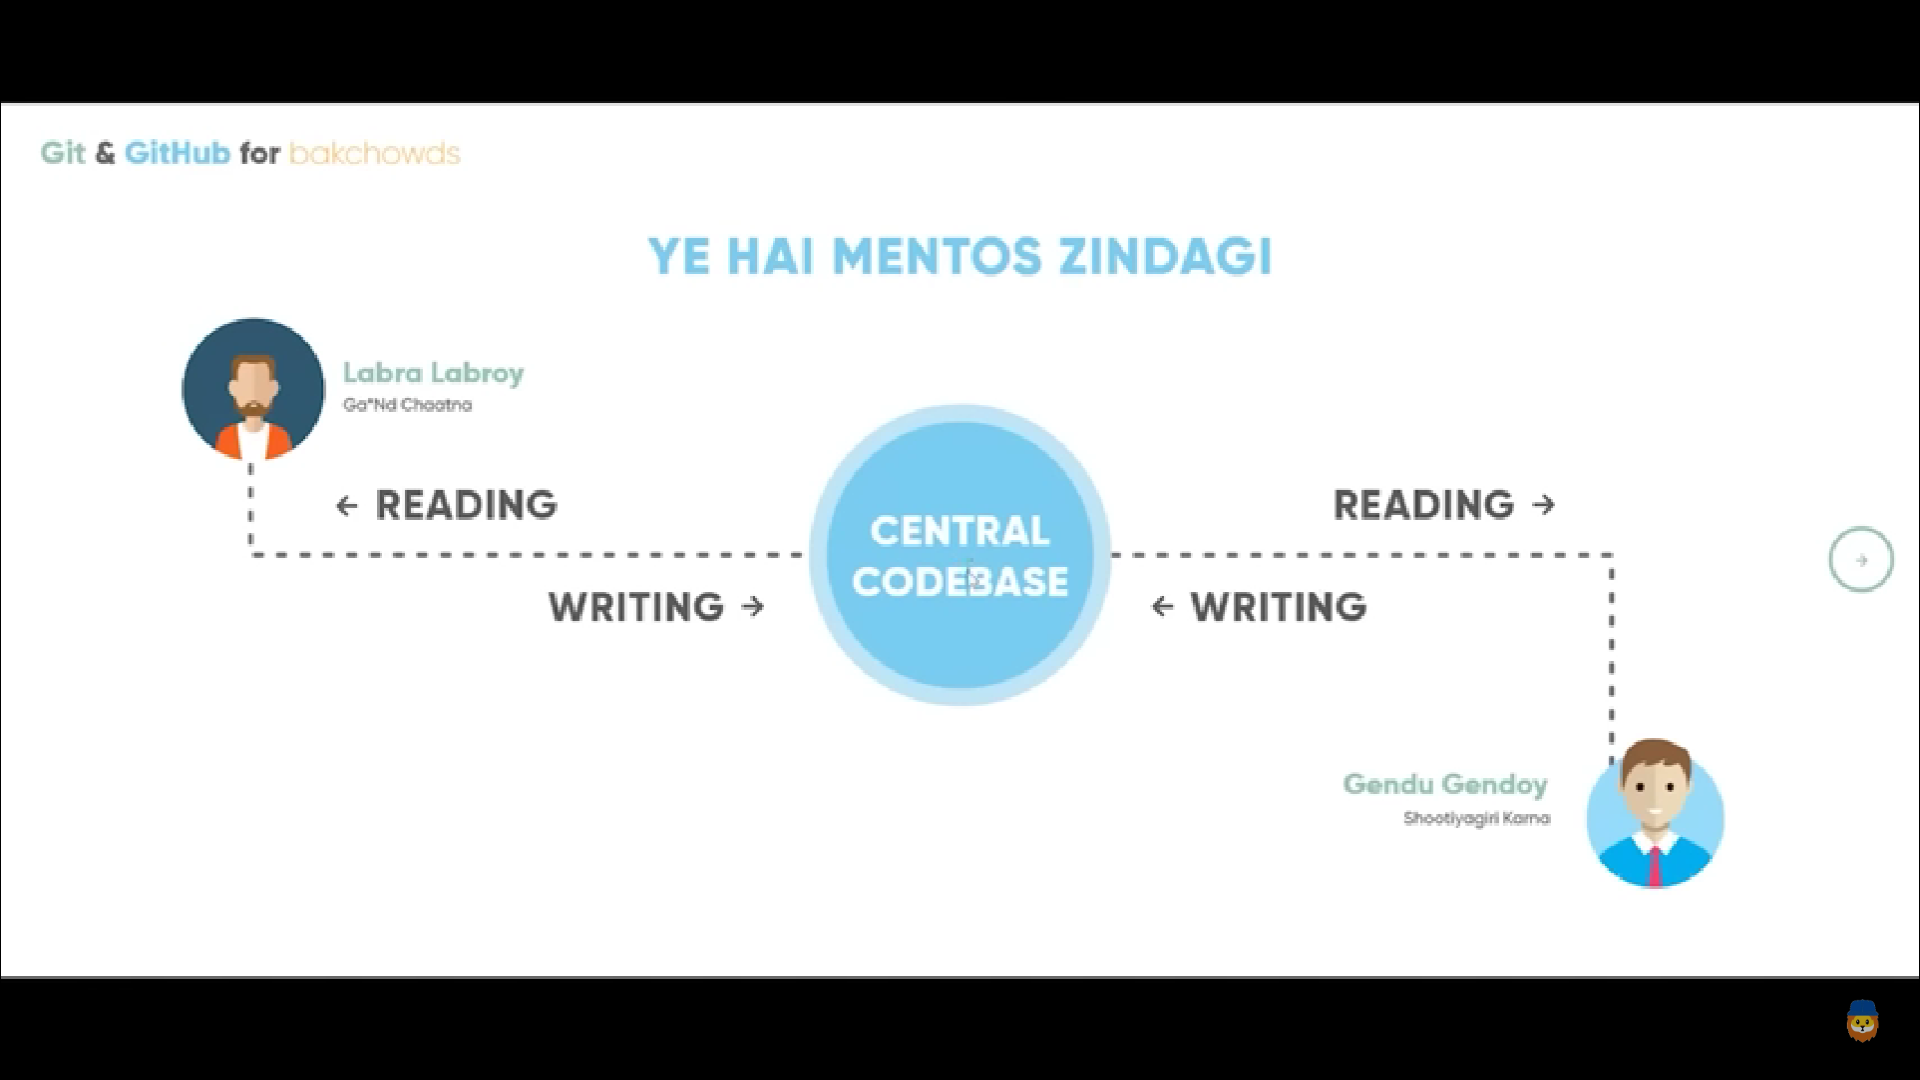 Git & GitHub for bakchowds
YE HAI MENTOS ZINDAGI
Labra Labroy
Ga*Nd Chaatna
← READING
READING →
CENTRAL
CODEBASE
WRITING →
← WRITING
Gendu Gendoy
Shootiyagiri Karna